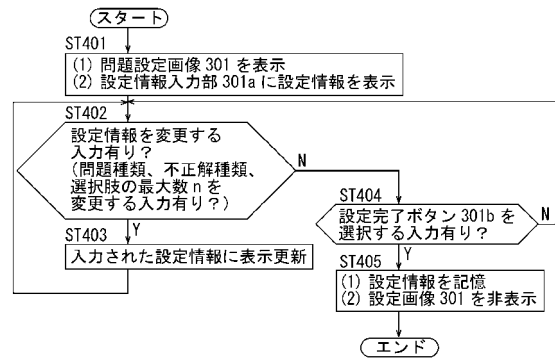 スタート
ST401
(1) 問題設定画像 301 を表示
(2) 設定情報入力部 301a に設定情報を表示
ST402
設定情報を変更する
入力有り？
(問題種類、不正解種類、
選択肢の最大数 n を
変更する入力有り？)
N
Y
ST403
入力された設定情報に表示更新
ST404
設定完了ボタン 301b を
選択する入力有り？
N
Y
ST405
(1) 設定情報を記憶
(2) 設定画像 301 を非表示
エンド